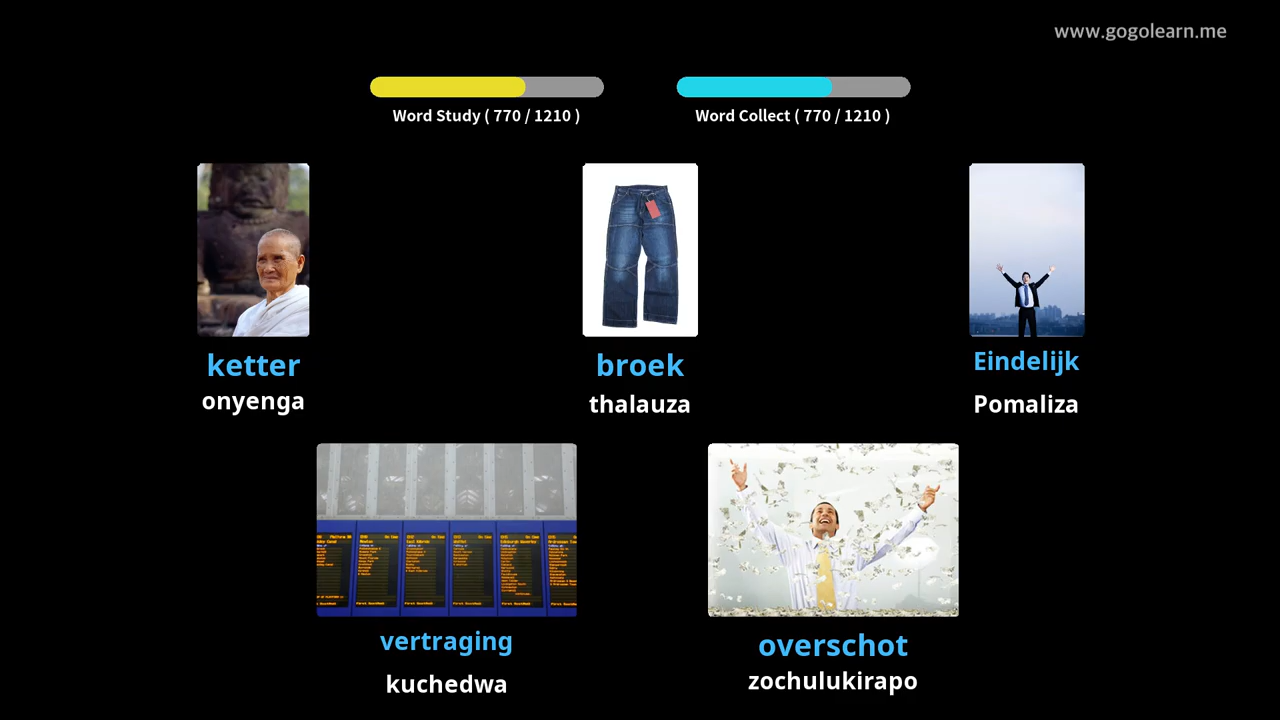 www.gogolearn.me
Word Study ( 770 / 1210 )
Word Collect ( 770 / 1210 )
ketter
onyenga
broek
thalauza
Eindelijk
Pomaliza
vertraging
kuchedwa
overschot
zochulukirapo